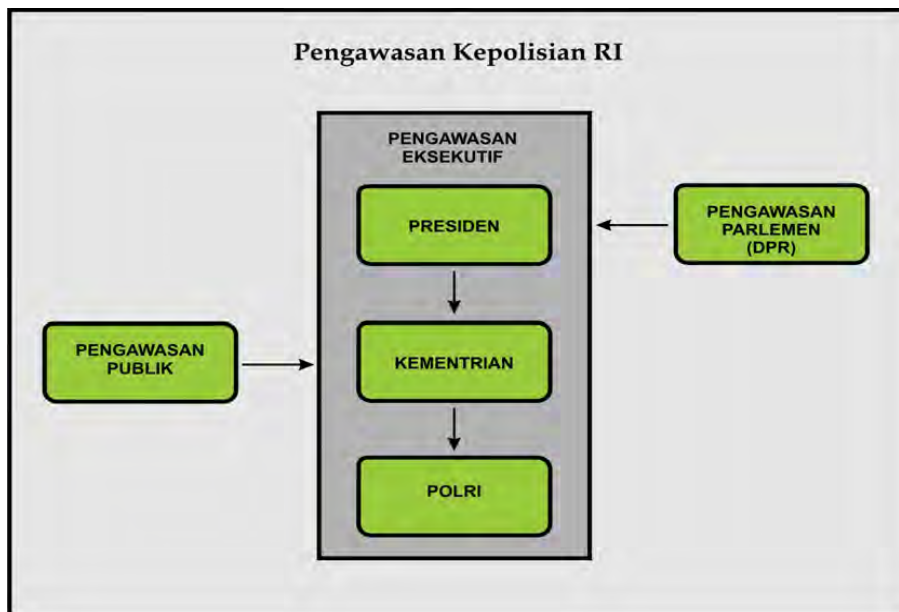 Pengawasan Kepolisian RI
PENGAWASAN
EKSEKUTIF
PRESIDEN
PENGAWASAN
PARLEMEN
(DPR)
PENGAWASAN
PUBLIK
KEMENTRIAN
POLRI